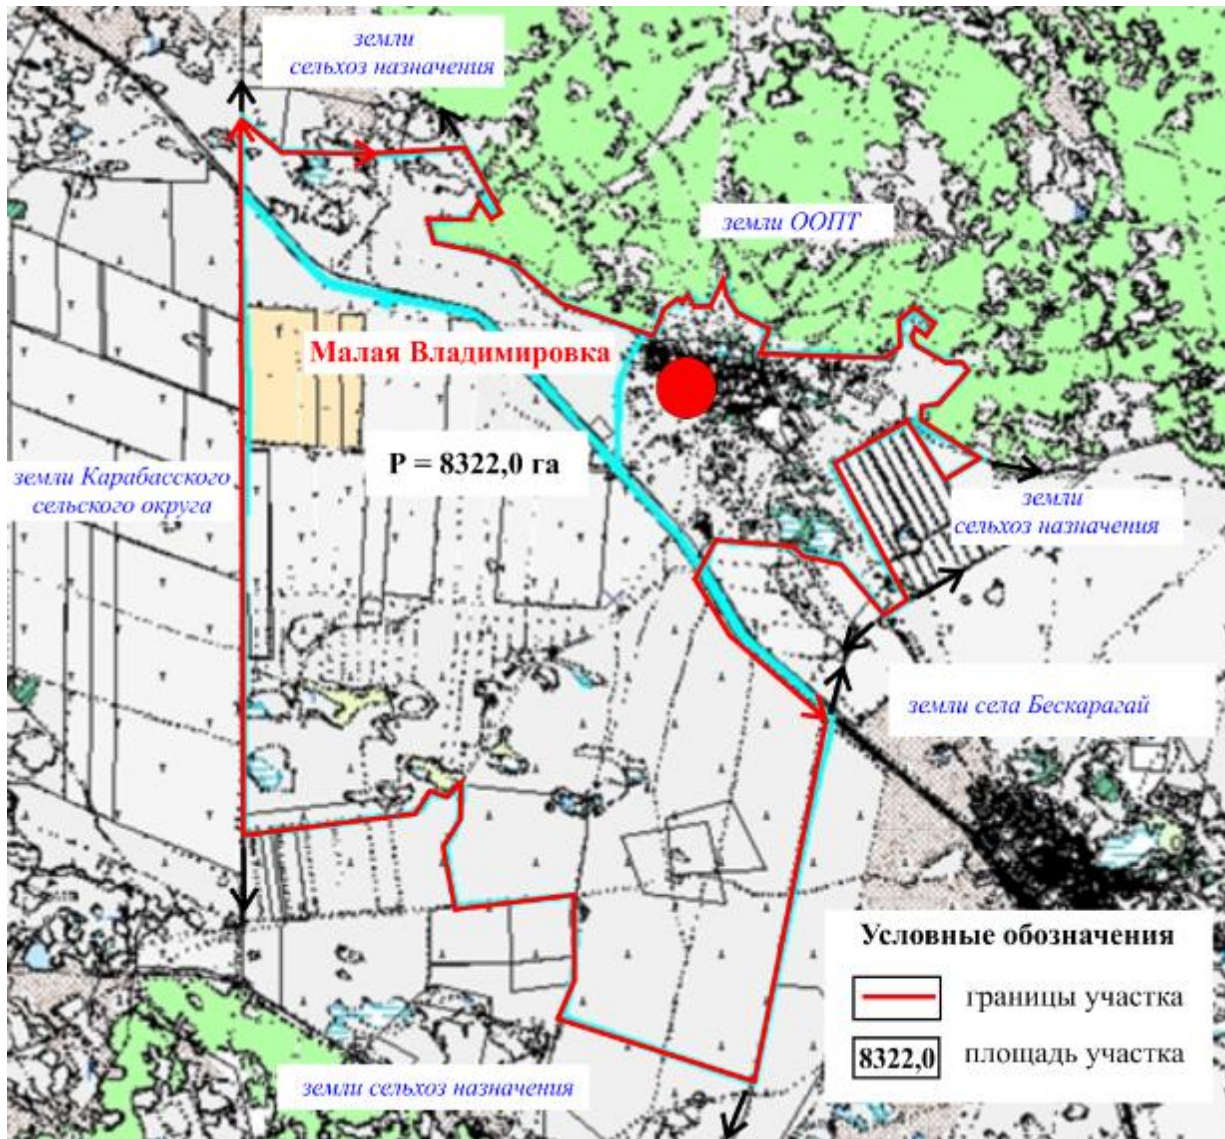 земли
сельхоз назначения
земли ООПТ
Малая Владимировка
P = 8322,0 га
земли Карабасского
сельского округа
земли
сельхоз назначения
земли села Бескарагай
Условные обозначения
границы участка
8322,0 площадь участка
земли сельхоз назначения